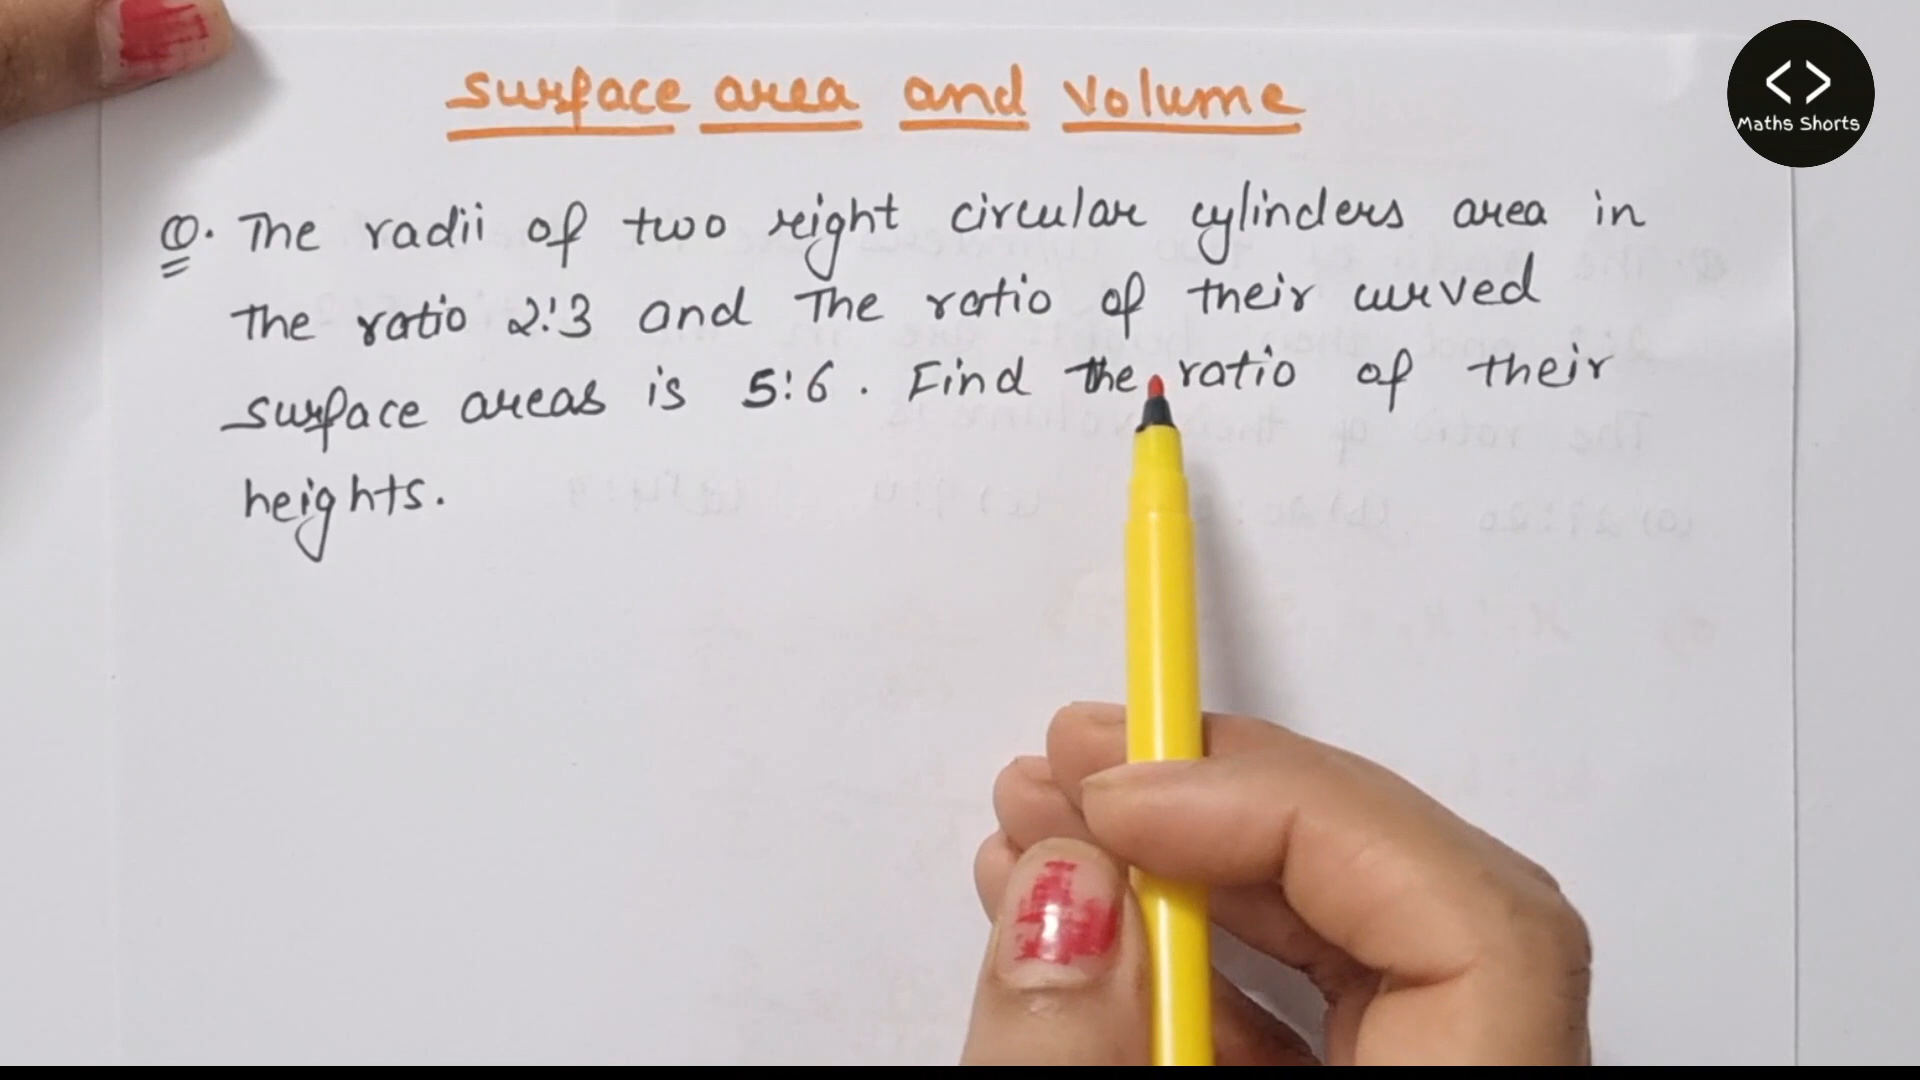 surface area and volume
<> Maths Shorts
Q. The radii of two right circular cylinders area in
the ratio 2:3 and the ratio of their curved
surface areas is 5:6. Find the ratio of their
heights.